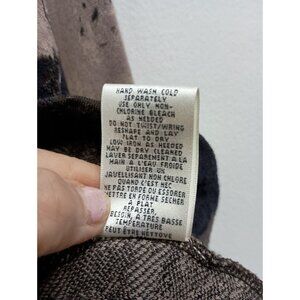 HAND WASH COLD
SEPARATELY
USE ONLY NON-
CHLORINE BLEACH
AS NEEDED
DO NOT TWIST/WRING
RESHAPE AND LAY
FLAT TO DRY
LOW IRON AS NEEDED
MAY BE DRY CLEANED
LAVER SEPAREMENT A LA
MAIN A L'EAU FROIDE
UTILISER UN
JAVELLISANT NON CHLORE
QUAND C'EST NEC
NE PAS TORDU OU ESSOREZ
METTRE EN FORME SECHER
A PLAT
REPASSER,
BESOIN, A TRES BASSE
TEMPERATURE
PEUT ÊTRE NETTOYE